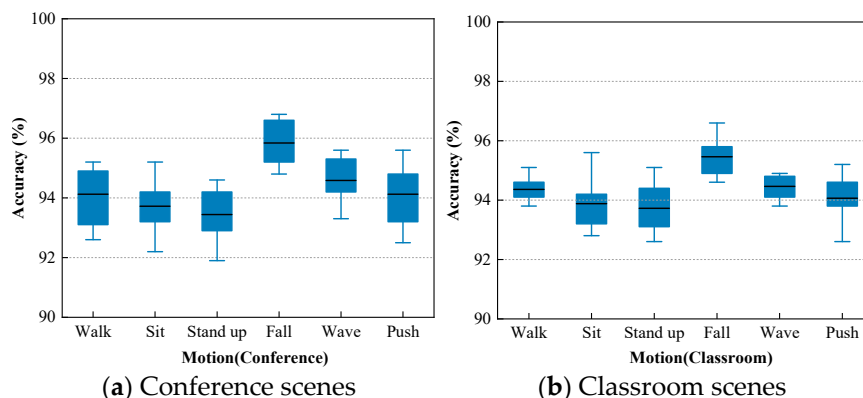 100
98
96
94
92
90
Accuracy (%)
Walk Sit Stand up Fall Wave Push
Motion(Conference)
(a) Conference scenes
100
98
96
94
92
90
Accuracy (%)
Walk Sit Stand up Fall Wave Push
Motion(Classroom)
(b) Classroom scenes